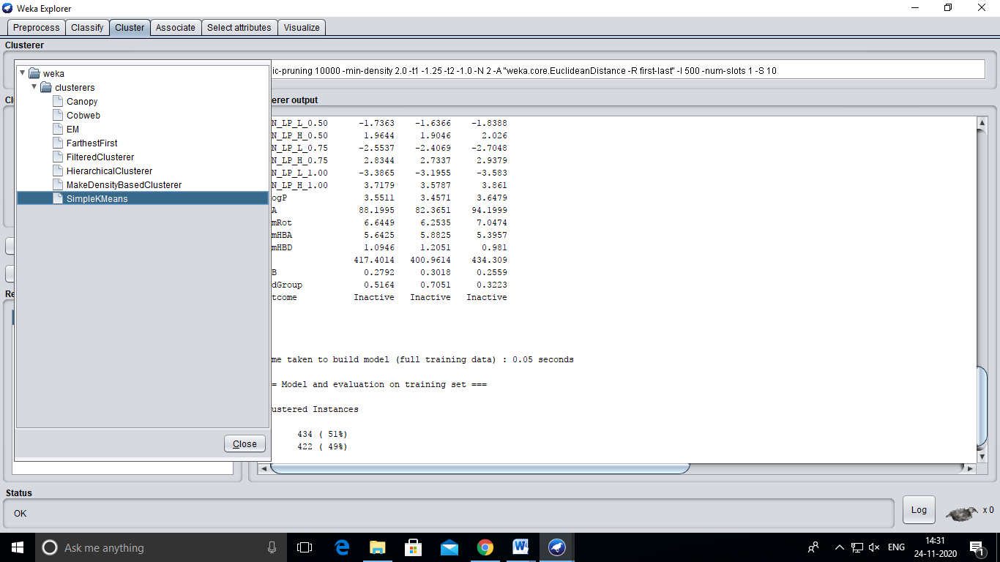 Weka Explorer
Preprocess Classify Cluster Associate Select attributes Visualize
Clusterer
ic-pruning 10000 -min-density 2.0 -t1 -1.25 -t2 -1.0 -N 2 -A "weka.core.EuclideanDistance -R first-last" -I 500 -num-slots 1 -S 10
weka
clusterers
Canopy
Cobweb
EM
FarthestFirst
FilteredClusterer
HierarchicalClusterer
MakeDensityBasedClusterer
SimpleKMeans
Close
Cl
Re
erer output
N_LP_L_0.50 -1.7363 -1.6366 -1.8388
N_LP_H_0.50 1.9644 1.9046 2.026
N_LP_L_0.75 -2.5537 -2.4069 -2.7048
N_LP_H_0.75 2.8344 2.7337 2.9379
N_LP_L_1.00 -3.3865 -3.1955 -3.583
N_LP_H_1.00 3.7179 3.5787 3.861
ogP 3.5511 3.4571 3.6479
A 88.1995 82.3651 94.1999
mRot 6.6449 6.2535 7.0474
mHBA 5.6425 5.8825 5.3957
mHBD 1.0946 1.2051 0.981
417.4014 400.9614 434.309
B 0.2792 0.3018 0.2559
dGroup 0.5164 0.7051 0.3223
tcome Inactive Inactive Inactive
me taken to build model (full training data) : 0.05 seconds
= Model and evaluation on training set ===
ustered Instances
434 ( 51%)
422 ( 49%)
Status
OK
Log
x 0
Ask me anything
ENG
14:31
24-11-2020
1